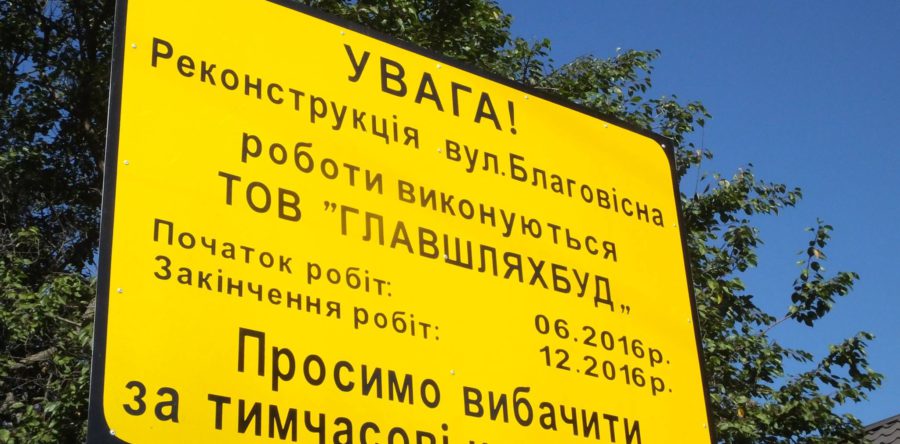 УВАГА!
Реконструкція вул.Благовісна
роботи виконуються
ТОВ "ГЛАВШЛЯХБУД„
Початок робіт: 06.2016р.
Закінчення робіт: 12.2016р.
Просимо вибачити
за тимчасові